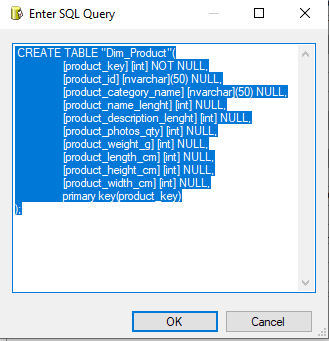 Enter SQL Query
CREATE TABLE "Dim_Product"(
[product_key] [int] NOT NULL,
[product_id] [nvarchar](50) NULL,
[product_category_name] [nvarchar](50) NULL,
[product_name_lenght] [int] NULL,
[product_description_lenght] [int] NULL,
[product_photos_qty] [int] NULL,
[product_weight_g] [int] NULL,
[product_length_cm] [int] NULL,
[product_height_cm] [int] NULL,
[product_width_cm] [int] NULL,
primary key(product_key)
);
OK
Cancel